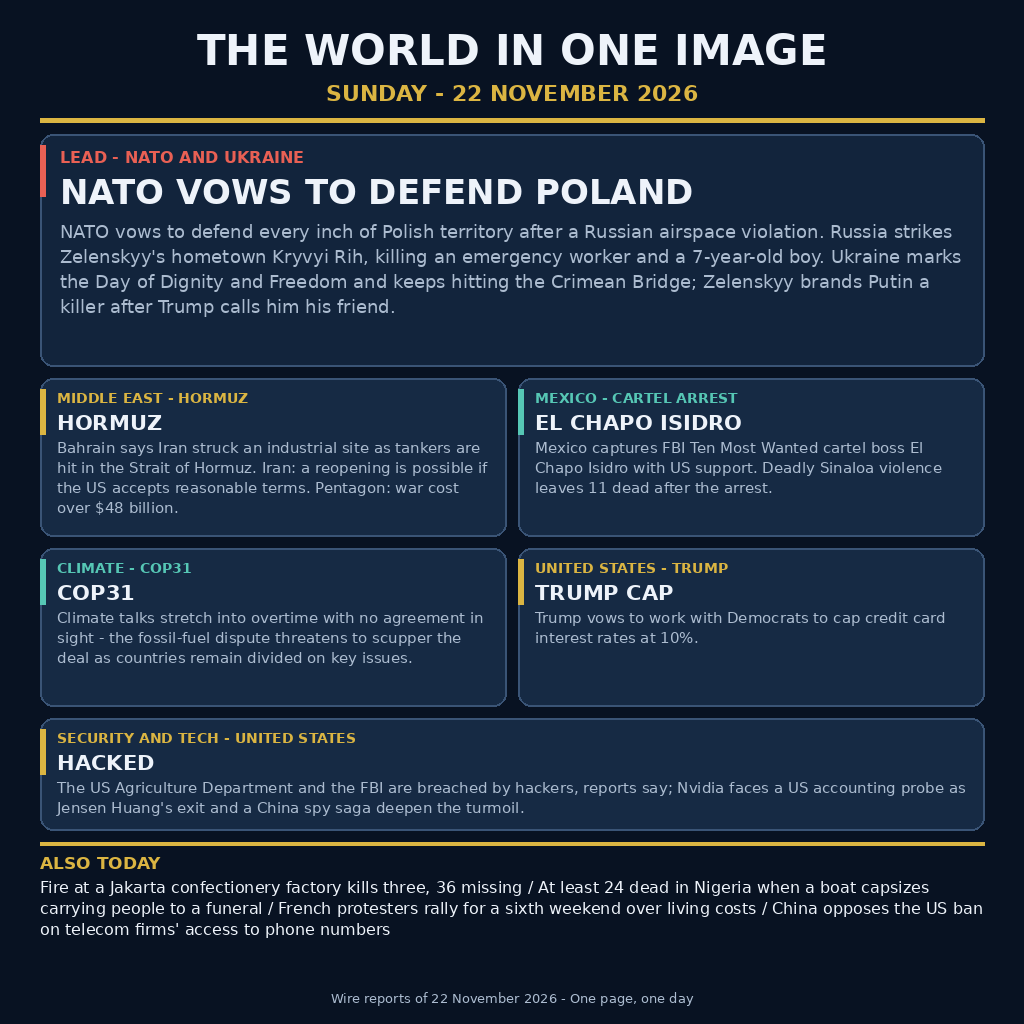 THE WORLD IN ONE IMAGE
SUNDAY - 22 NOVEMBER 2026
LEAD - NATO AND UKRAINE
NATO VOWS TO DEFEND POLAND
NATO vows to defend every inch of Polish territory after a Russian airspace violation. Russia strikes
Zelenskyy's hometown Kryvyi Rih, killing an emergency worker and a 7-year-old boy. Ukraine marks
the Day of Dignity and Freedom and keeps hitting the Crimean Bridge; Zelenskyy brands Putin a
killer after Trump calls him his friend.
MIDDLE EAST - HORMUZ
HORMUZ
Bahrain says Iran struck an industrial site as tankers are
hit in the Strait of Hormuz. Iran: a reopening is possible if
the US accepts reasonable terms. Pentagon: war cost
over $48 billion.
MEXICO - CARTEL ARREST
EL CHAPO ISIDRO
Mexico captures FBI Ten Most Wanted cartel boss El
Chapo Isidro with US support. Deadly Sinaloa violence
leaves 11 dead after the arrest.
CLIMATE - COP31
COP31
Climate talks stretch into overtime with no agreement in
sight - the fossil-fuel dispute threatens to scupper the
deal as countries remain divided on key issues.
UNITED STATES - TRUMP
TRUMP CAP
Trump vows to work with Democrats to cap credit card
interest rates at 10%.
SECURITY AND TECH - UNITED STATES
HACKED
The US Agriculture Department and the FBI are breached by hackers, reports say; Nvidia faces a US accounting probe as
Jensen Huang's exit and a China spy saga deepen the turmoil.
ALSO TODAY
Fire at a Jakarta confectionery factory kills three, 36 missing / At least 24 dead in Nigeria when a boat capsizes
carrying people to a funeral / French protesters rally for a sixth weekend over living costs / China opposes the US ban
on telecom firms' access to phone numbers
Wire reports of 22 November 2026 - One page, one day